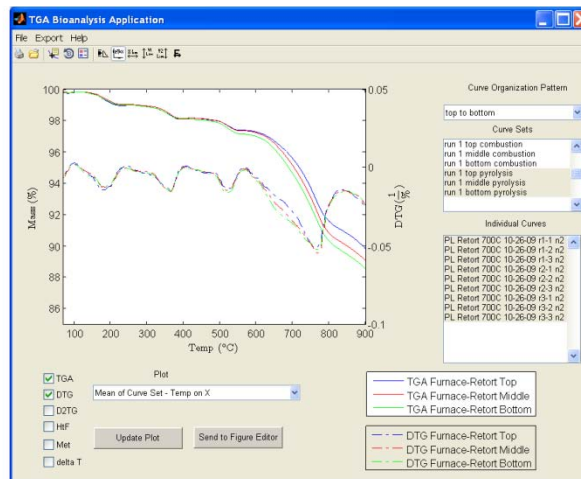 TGA Bioanalysis Application
File Export Help
100
98
96
94
92
90
88
86
Mass (%)
100 200 300 400 500 600 700 800 900
Temp (°C)
0.05
0
-0.05
-0.1
DTG(1/%)
Curve Organization Pattern
top to bottom
Curve Sets
run 1 top combustion
run 1 middle combustion
run 1 bottom combustion
run 1 top pyrolysis
run 1 middle pyrolysis
run 1 bottom pyrolysis
Individual Curves
PL Retort 700C 10-26-09 r1-1 n2
PL Retort 700C 10-26-09 r1-2 n2
PL Retort 700C 10-26-09 r1-3 n2
PL Retort 700C 10-26-09 r2-1 n2
PL Retort 700C 10-26-09 r2-2 n2
PL Retort 700C 10-26-09 r2-3 n2
PL Retort 700C 10-26-09 r3-1 n2
PL Retort 700C 10-26-09 r3-2 n2
PL Retort 700C 10-26-09 r3-3 n2
TGA
DTG
D2TG
HtF
Met
delta T
Plot
Mean of Curve Set - Temp on X
Update Plot
Send to Figure Editor
TGA Furnace-Retort Top
TGA Furnace-Retort Middle
TGA Furnace-Retort Bottom
DTG Furnace-Retort Top
DTG Furnace-Retort Middle
DTG Furnace-Retort Bottom